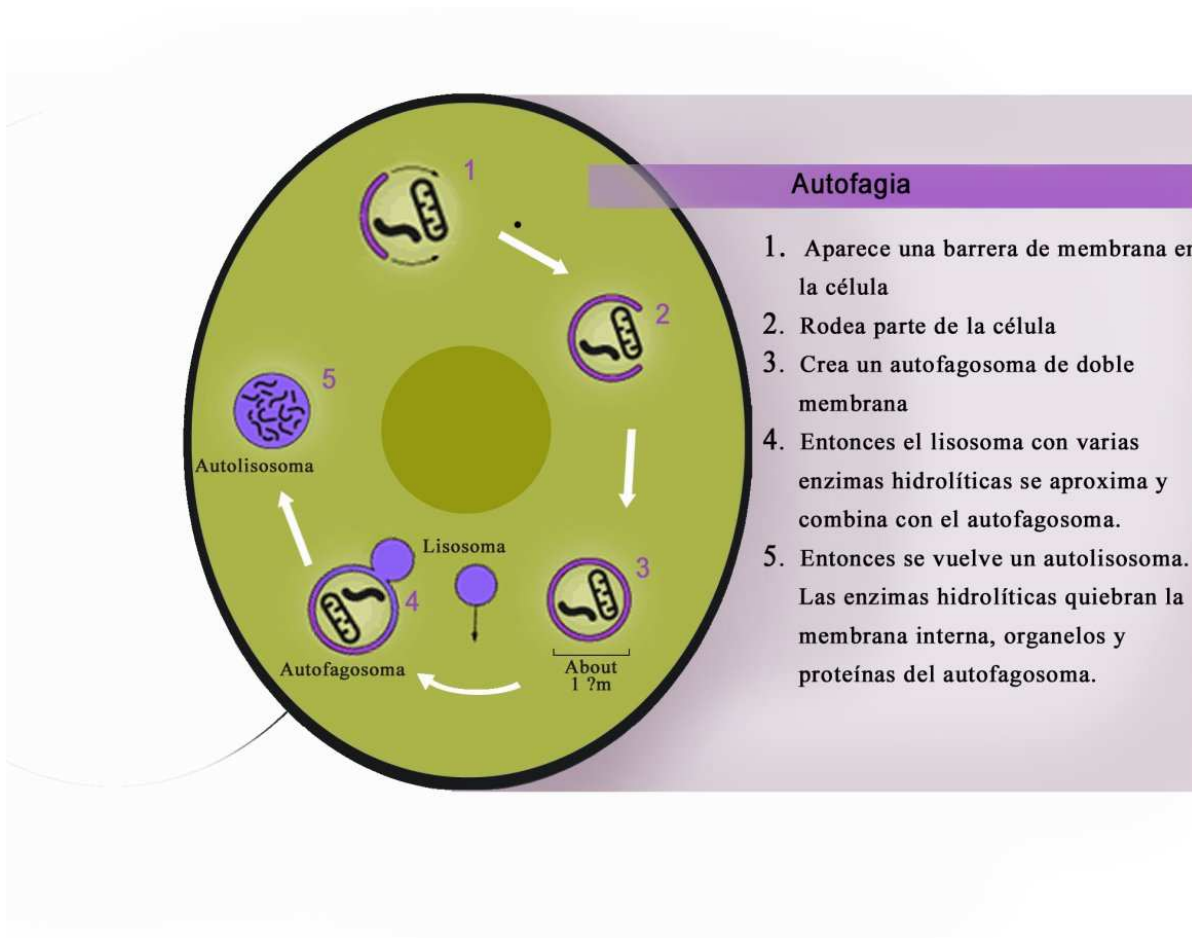 1
2
5
Autolisosoma
Lisosoma
3
4
Autofagosoma
About
1 ?m
Autofagia
1. Aparece una barrera de membrana en
la célula
2. Rodea parte de la célula
3. Crea un autofagosoma de doble
membrana
4. Entonces el lisosoma con varias
enzimas hidrolíticas se aproxima y
combina con el autofagosoma.
5. Entonces se vuelve un autolisosoma.
Las enzimas hidrolíticas quiebran la
membrana interna, organelos y
proteínas del autofagosoma.